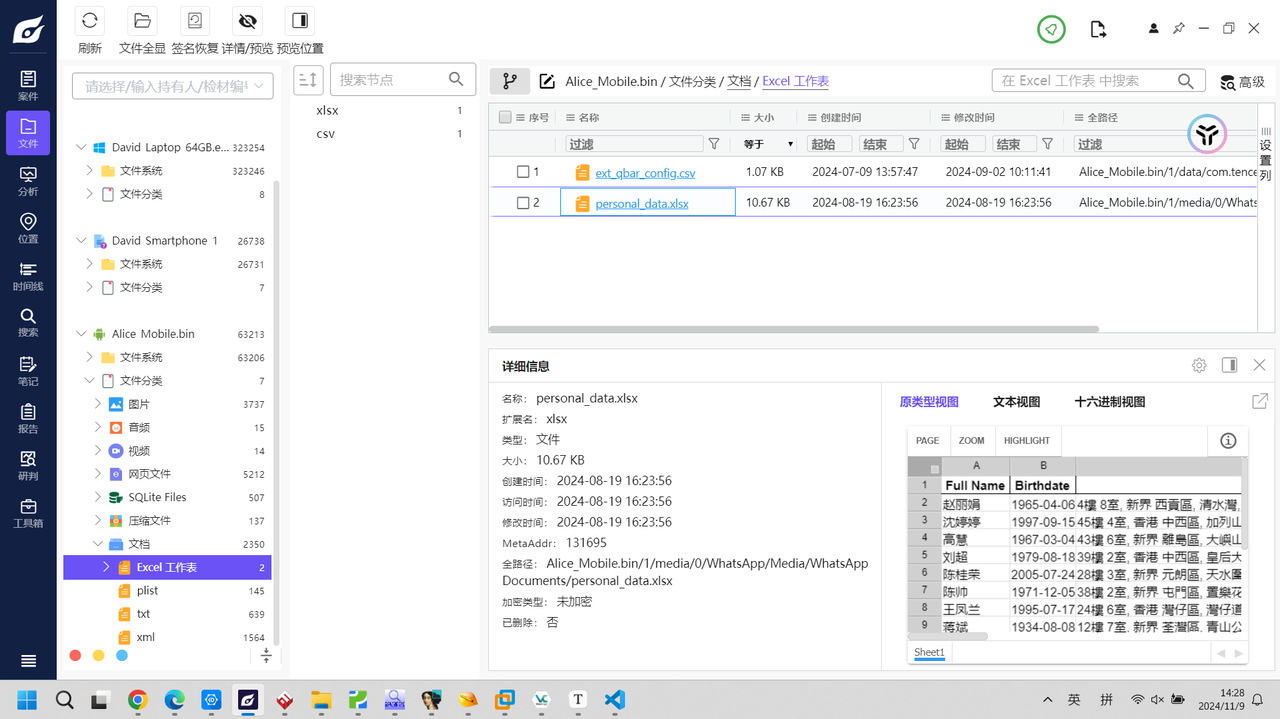 刷新
文件全显
签名恢复
详情/预览
预览位置
案件
文件
分析
位置
时间线
搜索
笔记
报告
研判
工具箱
请选择/输入持有人/检材编号
David Laptop 64GB.e... 323254
文件系统 323246
文件分类 8
David Smartphone 1 26738
文件系统 26731
文件分类 7
Alice Mobile.bin 63213
文件系统 63206
文件分类 7
图片 3737
音频 15
视频 14
网页文件 5212
SQLite Files 507
压缩文件 137
文档 2350
Excel 工作表 2
plist 145
txt 639
xml 1564
搜索节点
xlsx 1
csv 1
Alice_Mobile.bin / 文件分类 / 文档 / Excel 工作表
在 Excel 工作表 中搜索
高级
序号 名称 大小 创建时间 修改时间 全路径
过滤 等于 起始 结束 起始 结束 过滤
1 ext_qbar_config.csv 1.07 KB 2024-07-09 13:57:47 2024-09-02 10:11:41 Alice_Mobile.bin/1/data/com.tence
2 personal_data.xlsx 10.67 KB 2024-08-19 16:23:56 2024-08-19 16:23:56 Alice_Mobile.bin/1/media/0/Whats
设置列
详细信息
名称: personal_data.xlsx
扩展名: xlsx
类型: 文件
大小: 10.67 KB
创建时间: 2024-08-19 16:23:56
访问时间: 2024-08-19 16:23:56
修改时间: 2024-08-19 16:23:56
MetaAddr: 131695
全路径: Alice_Mobile.bin/1/media/0/WhatsApp/Media/WhatsApp
Documents/personal_data.xlsx
加密类型: 未加密
已删除: 否
原类型视图 文本视图 十六进制视图
PAGE ZOOM HIGHLIGHT
A B
1 Full Name Birthdate
2 赵丽娟 1965-04-06 4樓 8室, 新界 西貢區, 清水灣,
3 沈婷婷 1997-09-15 45樓 4室, 香港 中西區, 加列山
4 高慧 1967-03-04 43樓 6室, 新界 離島區, 大嶼山
5 刘超 1979-08-18 39樓 2室, 香港 中西區, 皇后大
6 陈桂荣 2005-07-24 28樓 3室, 新界 元朗區, 天水圍
7 陈帅 1971-12-05 38樓 2室, 新界 屯門區, 置樂花
8 王凤兰 1995-07-17 24樓 6室, 香港 灣仔區, 灣仔道
9 蒋斌 1934-08-08 12樓 7室, 新界 荃灣區, 青山公
Sheet1
英 拼
14:28
2024/11/9